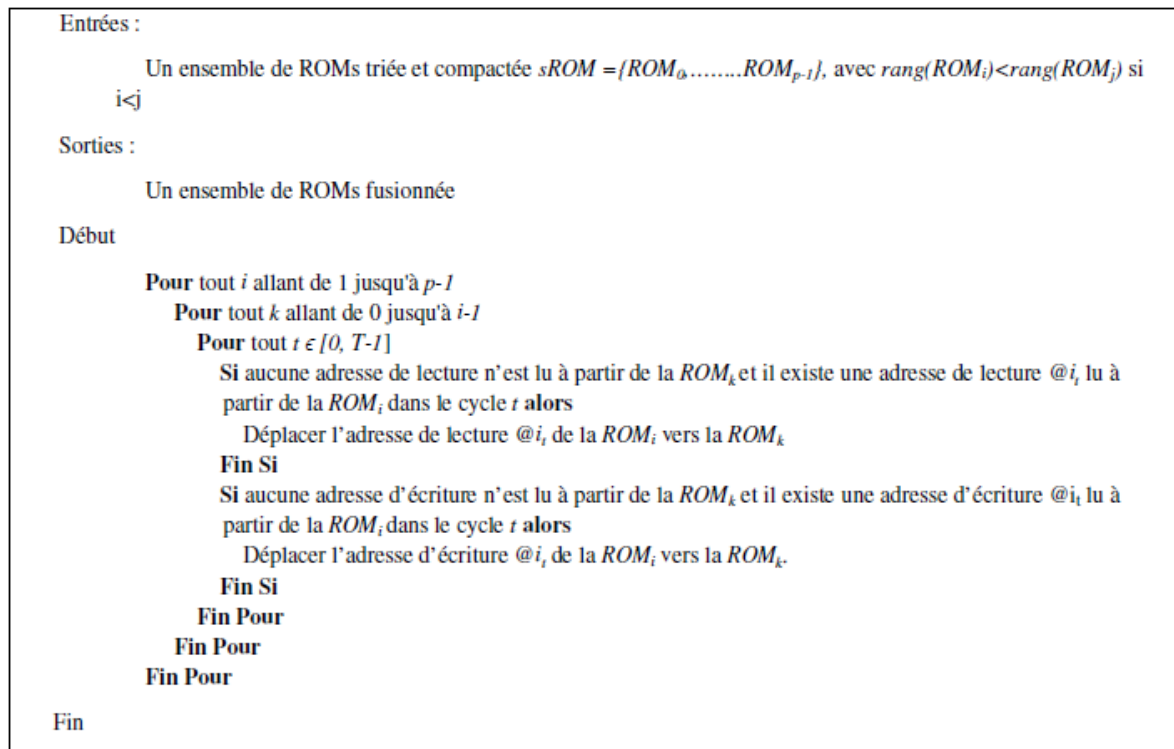 Entrées :
Un ensemble de ROMs triée et compactée sROM ={ROM0,........ROMp-1}, avec rang(ROMi)<rang(ROMj) si
i<j
Sorties :
Un ensemble de ROMs fusionnée
Début
Pour tout i allant de 1 jusqu'à p-1
Pour tout k allant de 0 jusqu'à i-1
Pour tout t ϵ [0, T-1]
Si aucune adresse de lecture n’est lu à partir de la ROMk et il existe une adresse de lecture @it lu à
partir de la ROMi dans le cycle t alors
Déplacer l’adresse de lecture @it de la ROMi vers la ROMk
Fin Si
Si aucune adresse d’écriture n’est lu à partir de la ROMk et il existe une adresse d’écriture @it lu à
partir de la ROMi dans le cycle t alors
Déplacer l’adresse d’écriture @it de la ROMi vers la ROMk.
Fin Si
Fin Pour
Fin Pour
Fin Pour
Fin